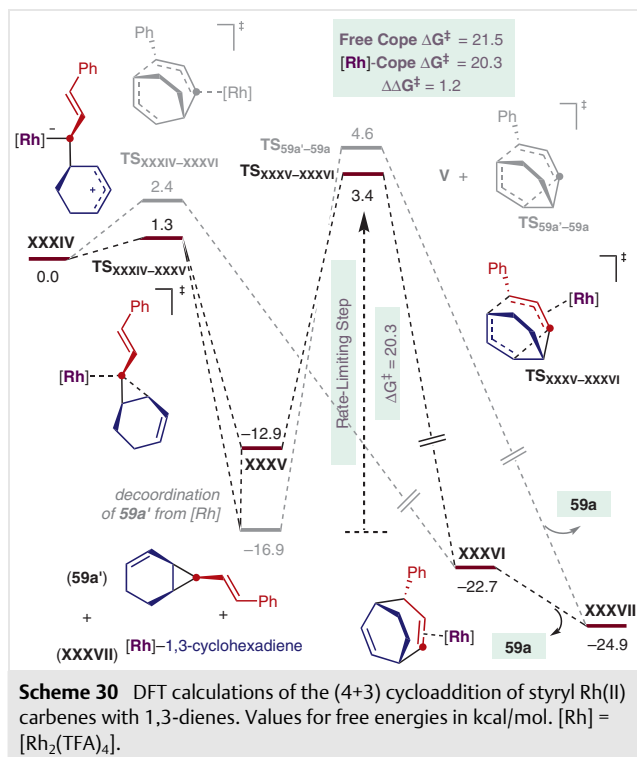 Free Cope ΔG‡ = 21.5
[Rh]-Cope ΔG‡ = 20.3
ΔΔG‡ = 1.2
Ph
‡
[Rh]
Ph
[Rh]
–
+
TSXXXIV–XXXVI
2.4
XXXIV
0.0
1.3
TSXXXIV–XXXV
TS59a'–59a
4.6
TSXXXV–XXXVI
3.4
V +
Ph
‡
TS59a'–59a
Ph
‡
[Rh]
TSXXXV–XXXVI
Ph
‡
[Rh]
Rate-Limiting Step
ΔG‡ = 20.3
–12.9
XXXV
decoordination
of 59a' from [Rh]
–16.9
59a
XXXVI
–22.7
XXXVII
–24.9
59a
(59a')
Ph
+
+
(XXXVII)
[Rh]–1,3-cyclohexadiene
Ph
[Rh]
Scheme 30 DFT calculations of the (4+3) cycloaddition of styryl Rh(II)
carbenes with 1,3-dienes. Values for free energies in kcal/mol. [Rh] =
[Rh2(TFA)4].